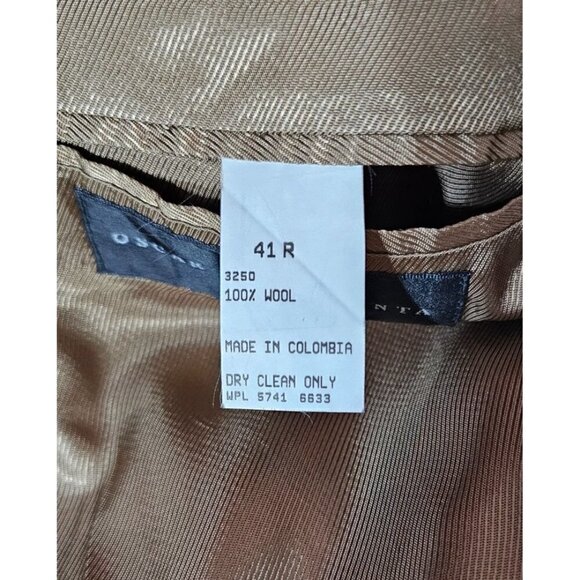 41 R
3250
100% WOOL
MADE IN COLOMBIA
DRY CLEAN ONLY
WPL 5741 6633